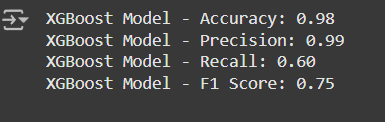 XGBoost Model - Accuracy: 0.98
XGBoost Model - Precision: 0.99
XGBoost Model - Recall: 0.60
XGBoost Model - F1 Score: 0.75